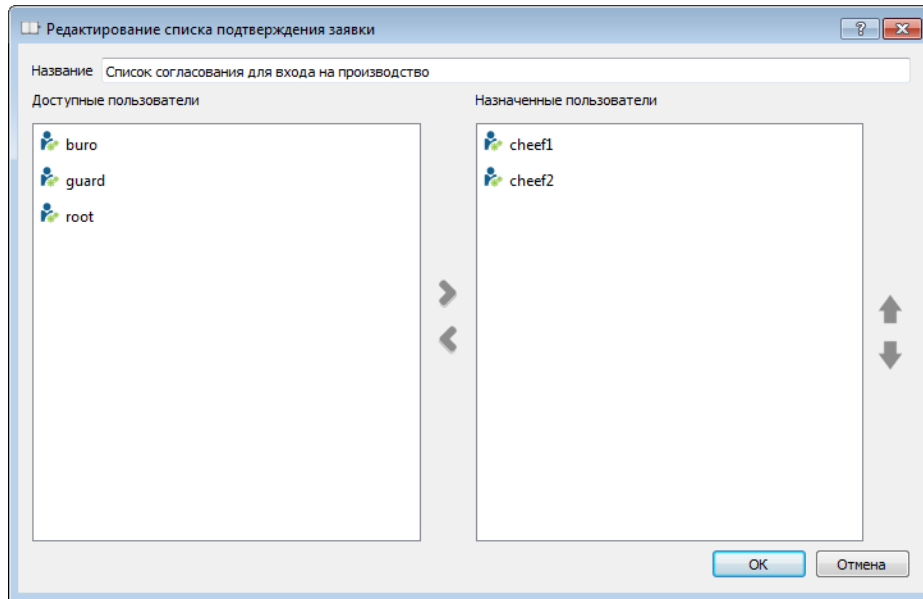 Редактирование списка подтверждения заявки
Название Список согласования для входа на производство
Доступные пользователи
Назначенные пользователи
buro
guard
root
cheef1
cheef2
OK
Отмена